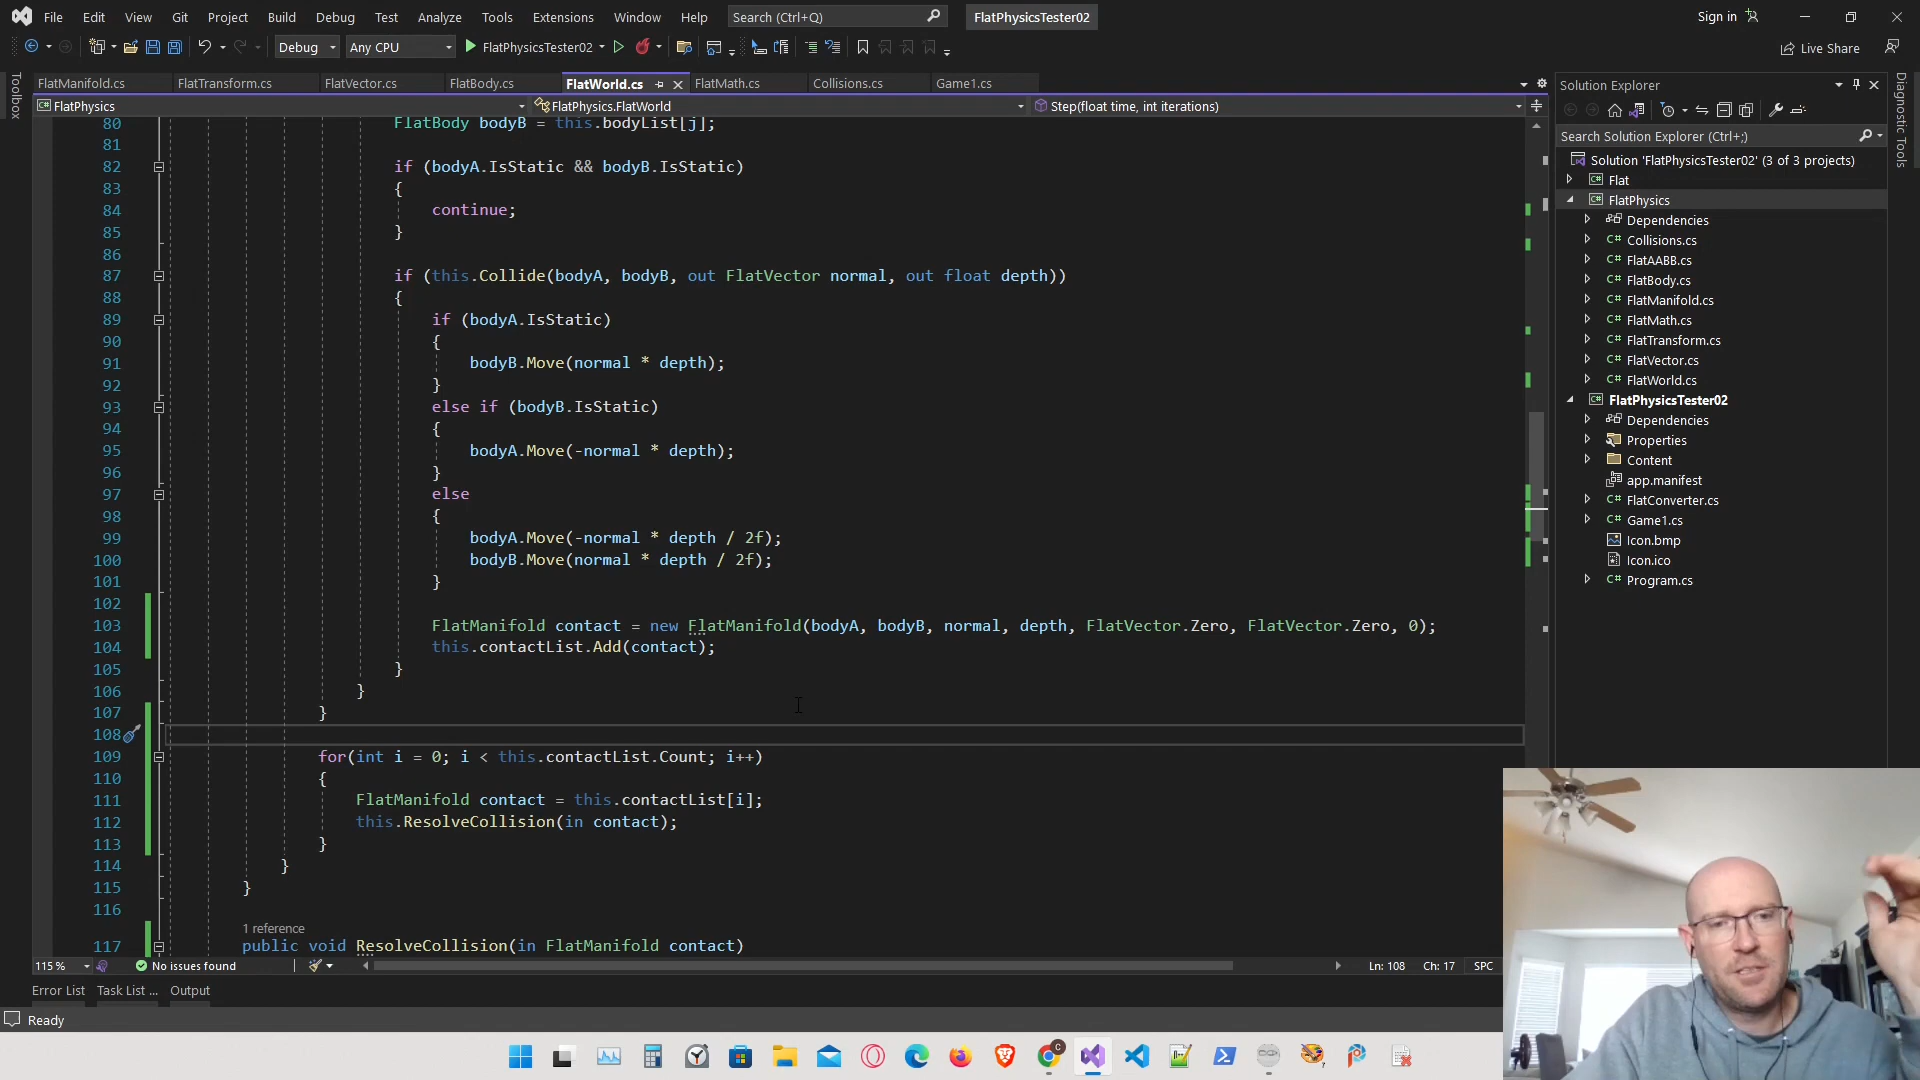 File Edit View Git Project Build Debug Test Analyze Tools Extensions Window Help Search (Ctrl+Q) FlatPhysicsTester02 Sign in
Debug Any CPU FlatPhysicsTester02 Live Share
FlatManifold.cs FlatTransform.cs FlatVector.cs FlatBody.cs FlatWorld.cs FlatMath.cs Collisions.cs Game1.cs
FlatPhysics FlatPhysics.FlatWorld Step(float time, int iterations)
Toolbox
80 FlatBody bodyB = this.bodyList[j];
81
82 if (bodyA.IsStatic && bodyB.IsStatic)
83 {
84 continue;
85 }
86
87 if (this.Collide(bodyA, bodyB, out FlatVector normal, out float depth))
88 {
89 if (bodyA.IsStatic)
90 {
91 bodyB.Move(normal * depth);
92 }
93 else if (bodyB.IsStatic)
94 {
95 bodyA.Move(-normal * depth);
96 }
97 else
98 {
99 bodyA.Move(-normal * depth / 2f);
100 bodyB.Move(normal * depth / 2f);
101 }
102
103 FlatManifold contact = new FlatManifold(bodyA, bodyB, normal, depth, FlatVector.Zero, FlatVector.Zero, 0);
104 this.contactList.Add(contact);
105 }
106 }
107 }
108
109 for(int i = 0; i < this.contactList.Count; i++)
110 {
111 FlatManifold contact = this.contactList[i];
112 this.ResolveCollision(in contact);
113 }
114 }
115 }
116
1 reference
117 public void ResolveCollision(in FlatManifold contact)
115 % No issues found Ln: 108 Ch: 17 SPC
Error List Task List ... Output
Ready
Solution Explorer
Search Solution Explorer (Ctrl+;)
Solution 'FlatPhysicsTester02' (3 of 3 projects)
C# Flat
C# FlatPhysics
Dependencies
C# Collisions.cs
C# FlatAABB.cs
C# FlatBody.cs
C# FlatManifold.cs
C# FlatMath.cs
C# FlatTransform.cs
C# FlatVector.cs
C# FlatWorld.cs
C# FlatPhysicsTester02
Dependencies
Properties
Content
app.manifest
C# FlatConverter.cs
C# Game1.cs
Icon.bmp
Icon.ico
C# Program.cs
Diagnostic Tools